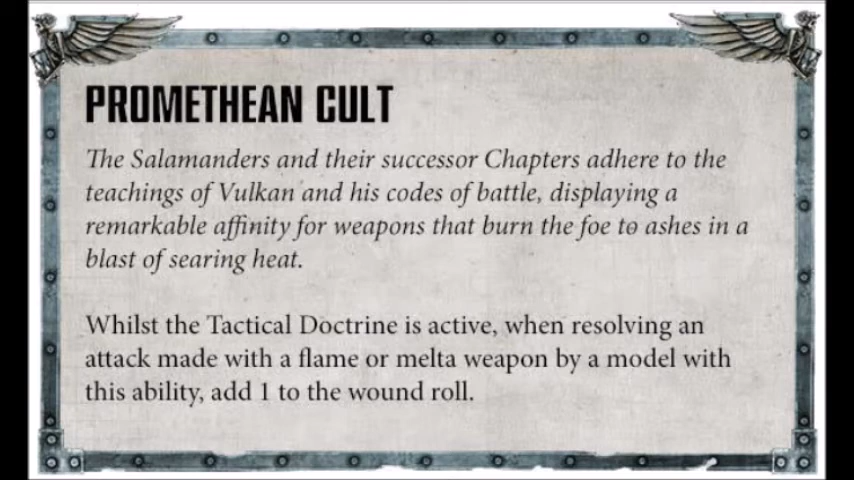 PROMETHEAN CULT
The Salamanders and their successor Chapters adhere to the
teachings of Vulkan and his codes of battle, displaying a
remarkable affinity for weapons that burn the foe to ashes in a
blast of searing heat.
Whilst the Tactical Doctrine is active, when resolving an
attack made with a flame or melta weapon by a model with
this ability, add 1 to the wound roll.